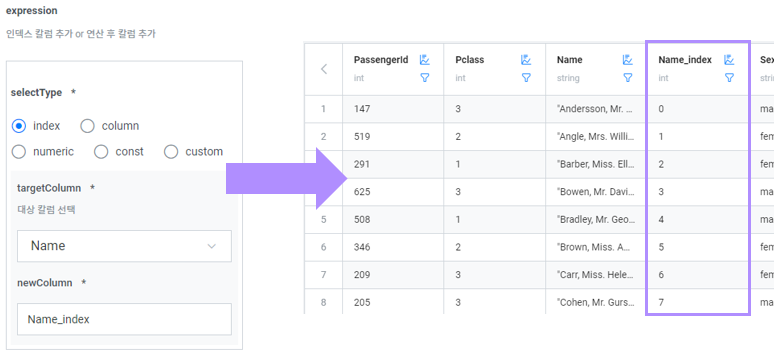 expression
인덱스 칼럼 추가 or 연산 후 칼럼 추가
selectType *
index column
numeric const custom
targetColumn *
대상 칼럼 선택
Name
newColumn *
Name_index
PassengerId Pclass Name Name_index Sex
int int string int
1 147 3 "Andersson, Mr. ... 0 ma
2 519 2 "Angle, Mrs. Willi... 1 fem
291 1 "Barber, Miss. Ell... 2 fem
625 3 "Bowen, Mr. Davi... 3 ma
5 508 1 "Bradley, Mr. Geo... 4 ma
6 346 2 "Brown, Miss. A... 5 fem
7 209 3 "Carr, Miss. Hele... 6 fem
8 205 3 "Cohen, Mr. Gurs... 7 ma